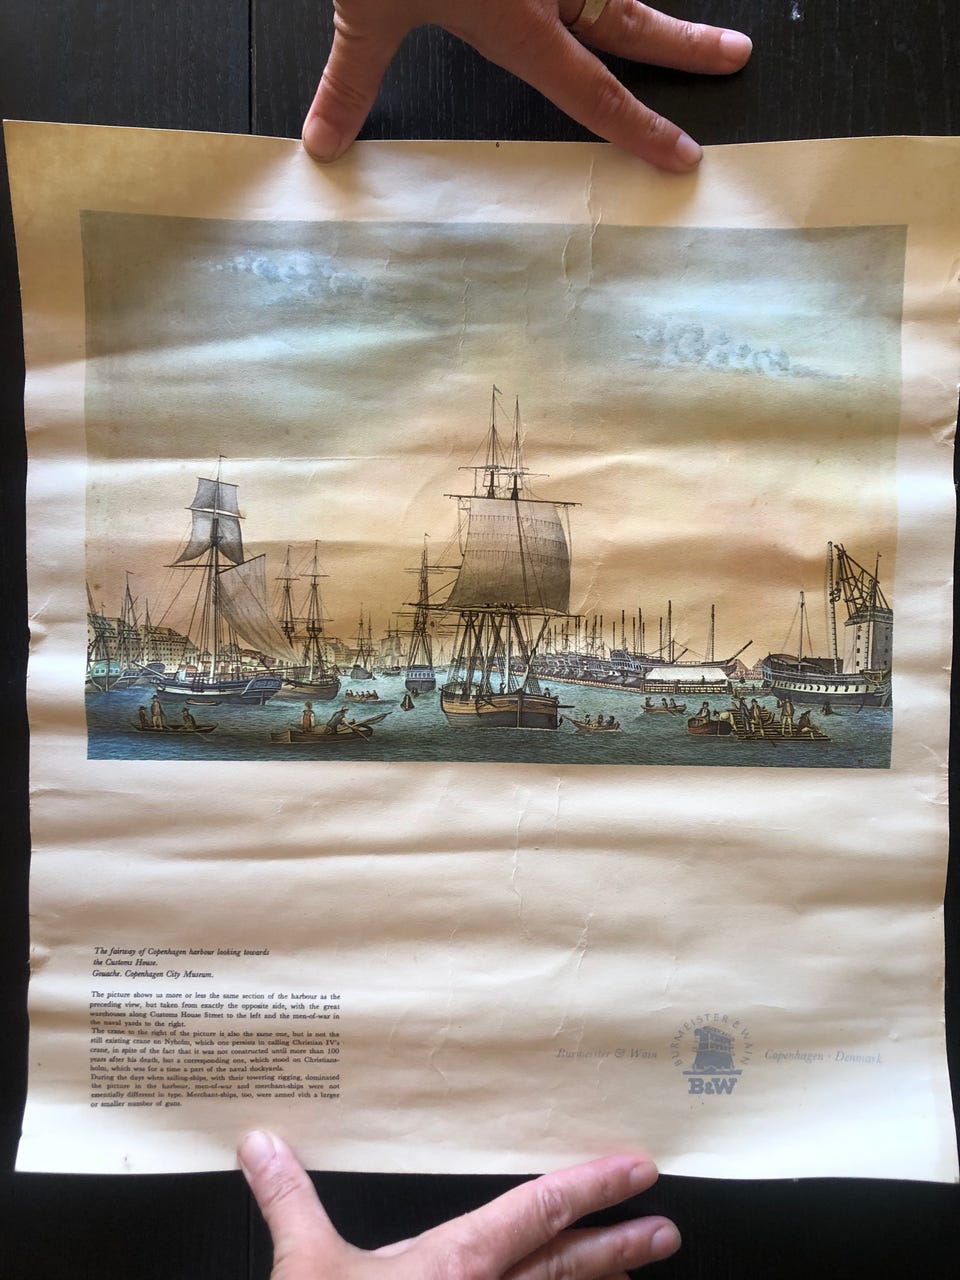 6
The fairway of Copenhagen harbour looking towards
the Customs House.
Gouache. Copenhagen City Museum.
The picture shows us more or less the same section of the harbour as the
preceding view, but taken from exactly the opposite side, with the great
warehouses along Customs House Street to the left and the men-of-war in
the naval yards to the right.
The crane to the right of the picture is also the same one, but is not the
still existing crane on Nyholm, which one persists in calling Christian IV's
crane, in spite of the fact that it was not constructed until more than 100
years after his death, but a corresponding one, which stood on Christians-
holm, which was for a time a part of the naval dockyards.
During the days when sailing-ships, with their towering rigging, dominated
the picture in the harbour, men-of-war and merchant-ships were not
essentially different in type. Merchant-ships, too, were armed with a larger
or smaller number of guns.
Burmeister & Wain
BURMEISTER & WAIN
B&W
Copenhagen · Denmark